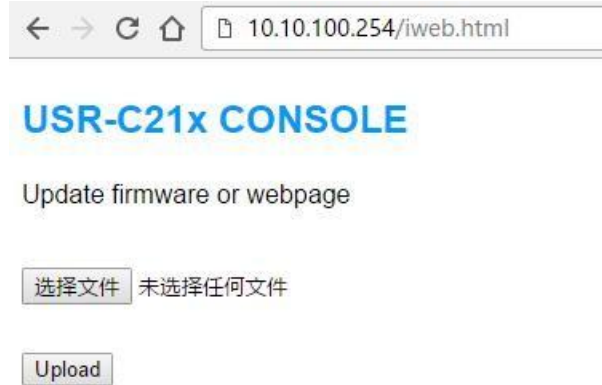 10.10.100.254/iweb.html
USR-C21x CONSOLE
Update firmware or webpage
选择文件 未选择任何文件
Upload